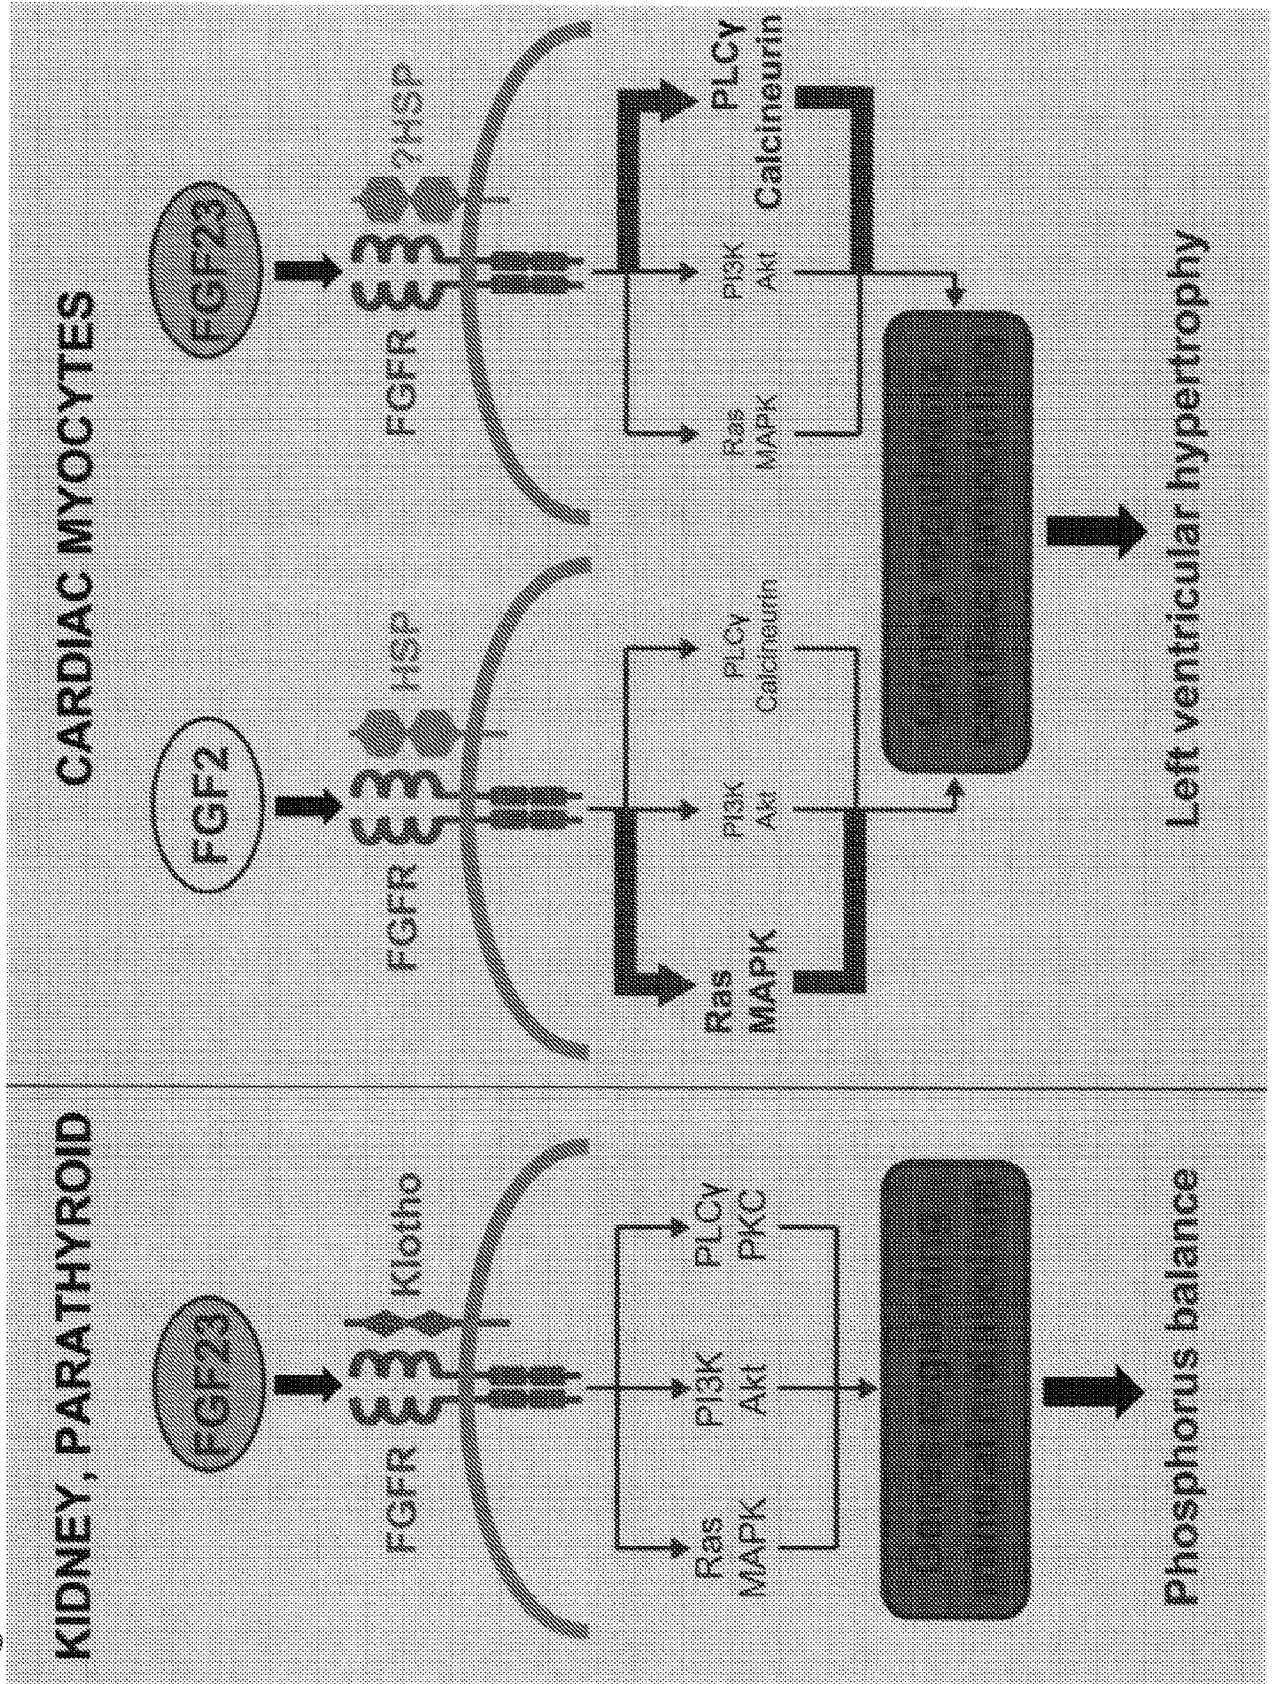 KIDNEY, PARATHYROID
FGF23
FGFR
Klotho
Ras
MAPK
PI3K
Akt
PLCγ
PKC
Phosphorus balance
CARDIAC MYOCYTES
FGF2
FGFR
HSP
Ras
MAPK
PI3K
Akt
PLCγ
Calcineurin
FGF23
FGFR
?HSP
Ras
MAPK
PI3K
Akt
PLCγ
Calcineurin
Left ventricular hypertrophy